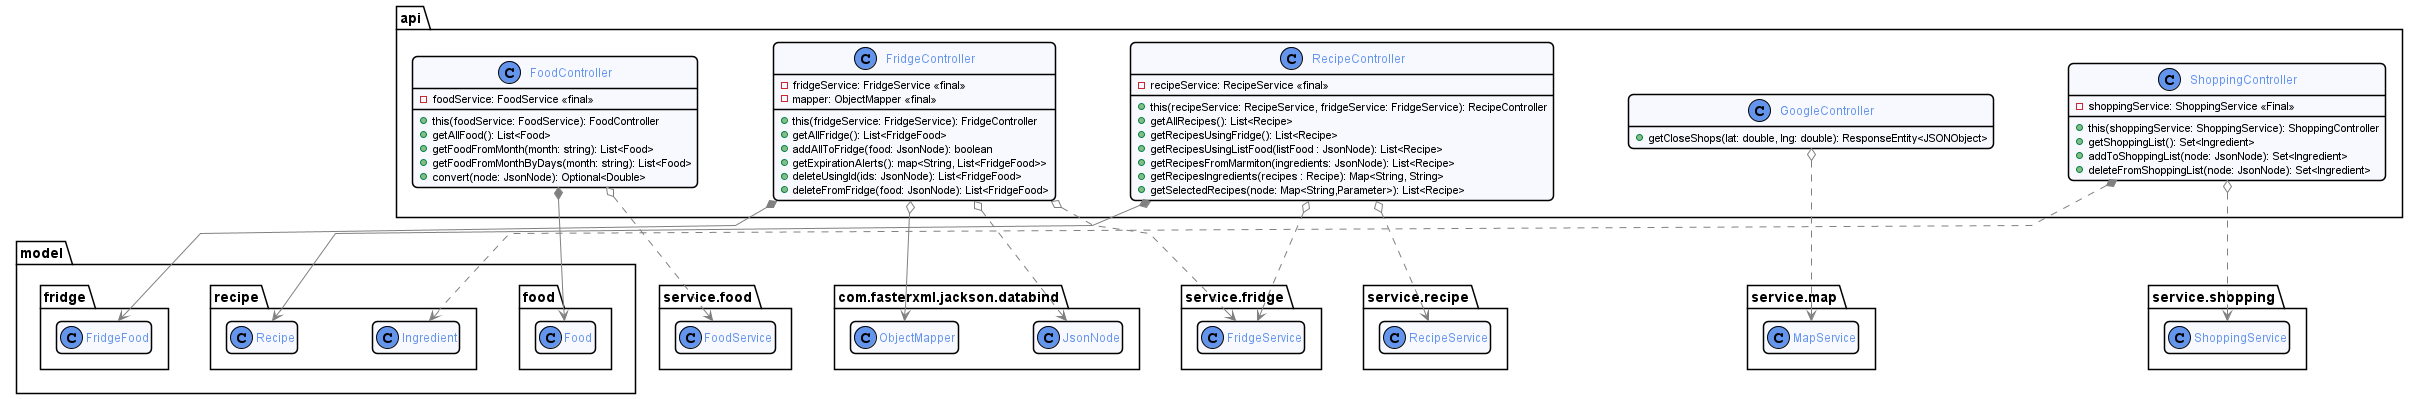 api
C FoodController
foodService: FoodService «final»
this(foodService: FoodService): FoodController
getAllFood(): List<Food>
getFoodFromMonth(month: string): List<Food>
getFoodFromMonthByDays(month: string): List<Food>
convert(node: JsonNode): Optional<Double>
C FridgeController
fridgeService: FridgeService «final»
mapper: ObjectMapper «final»
this(fridgeService: FridgeService): FridgeController
getAllFridge(): List<FridgeFood>
addAllToFridge(food: JsonNode): boolean
getExpirationAlerts(): map<String, List<FridgeFood>>
deleteUsingId(ids: JsonNode): List<FridgeFood>
deleteFromFridge(food: JsonNode): List<FridgeFood>
C RecipeController
recipeService: RecipeService «final»
this(recipeService: RecipeService, fridgeService: FridgeService): RecipeController
getAllRecipes(): List<Recipe>
getRecipesUsingFridge(): List<Recipe>
getRecipesUsingListFood(listFood : JsonNode): List<Recipe>
getRecipesFromMarmiton(ingredients: JsonNode): List<Recipe>
getRecipesIngredients(recipes : Recipe): Map<String, String>
getSelectedRecipes(node: Map<String,Parameter>): List<Recipe>
C GoogleController
getCloseShops(lat: double, lng: double): ResponseEntity<JSONObject>
C ShoppingController
shoppingService: ShoppingService «Final»
this(shoppingService: ShoppingService): ShoppingController
getShoppingList(): Set<Ingredient>
addToShoppingList(node: JsonNode): Set<Ingredient>
deleteFromShoppingList(node: JsonNode): Set<Ingredient>
model
fridge
C FridgeFood
recipe
C Recipe
C Ingredient
food
C Food
service.food
C FoodService
com.fasterxml.jackson.databind
C ObjectMapper
C JsonNode
service.fridge
C FridgeService
service.recipe
C RecipeService
service.map
C MapService
service.shopping
C ShoppingService